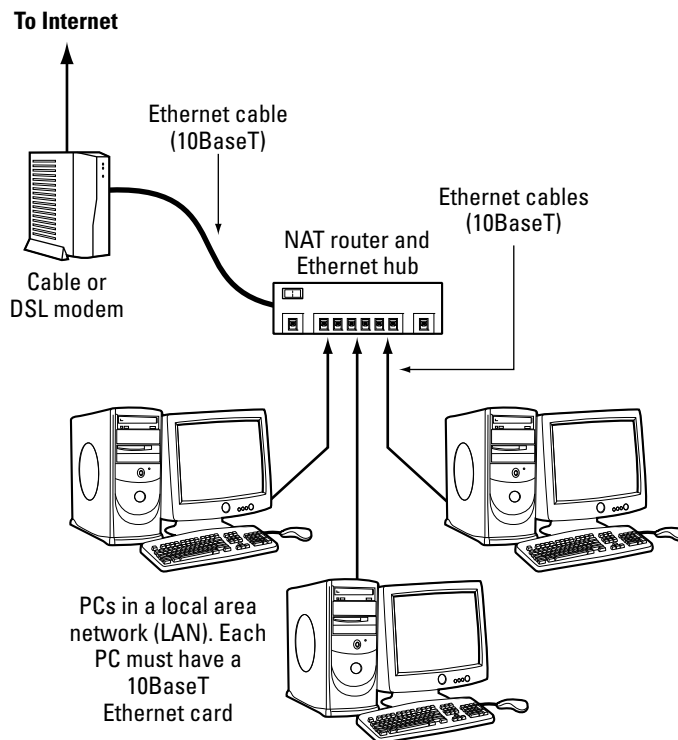 To Internet
Ethernet cable
(10BaseT)
Ethernet cables
(10BaseT)
NAT router and
Ethernet hub
Cable or
DSL modem
PCs in a local area
network (LAN). Each
PC must have a
10BaseT
Ethernet card